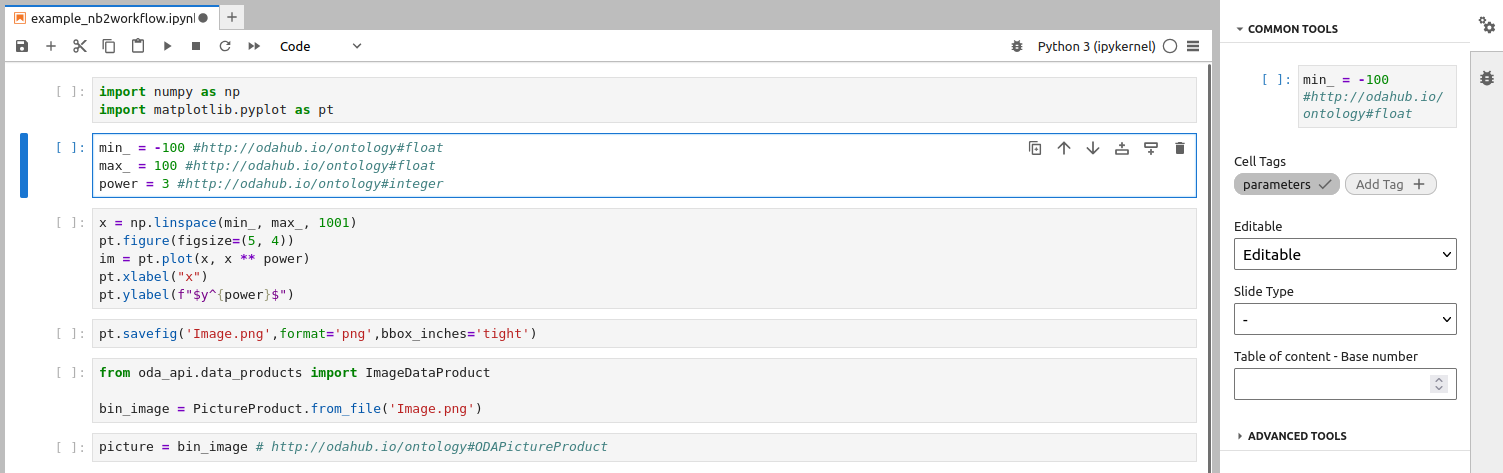 example_nb2workflow.ipynl
Code
Python 3 (ipykernel)
[ ]:
import numpy as np
import matplotlib.pyplot as pt
[ ]:
min_ = -100 #http://odahub.io/ontology#float
max_ = 100 #http://odahub.io/ontology#float
power = 3 #http://odahub.io/ontology#integer
[ ]:
x = np.linspace(min_, max_, 1001)
pt.figure(figsize=(5, 4))
im = pt.plot(x, x ** power)
pt.xlabel("x")
pt.ylabel(f"$y^{power}$")
[ ]:
pt.savefig('Image.png',format='png',bbox_inches='tight')
[ ]:
from oda_api.data_products import ImageDataProduct
bin_image = PictureProduct.from_file('Image.png')
[ ]:
picture = bin_image # http://odahub.io/ontology#ODAPictureProduct
COMMON TOOLS
[ ]:
min_ = -100
#http://odahub.io/
ontology#float
Cell Tags
parameters
Add Tag
Editable
Editable
Slide Type
-
Table of content - Base number
ADVANCED TOOLS